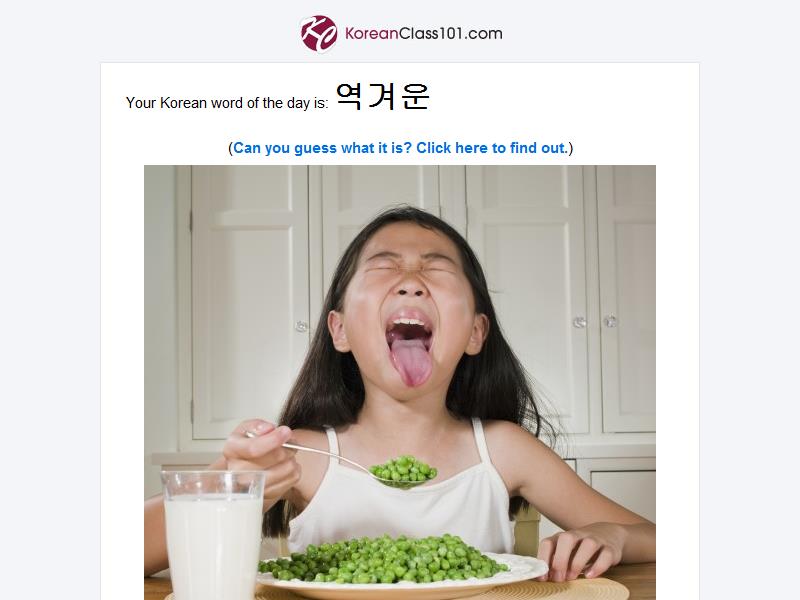 KoreanClass101.com
Your Korean word of the day is: 역겨운
(Can you guess what it is? Click here to find out.)